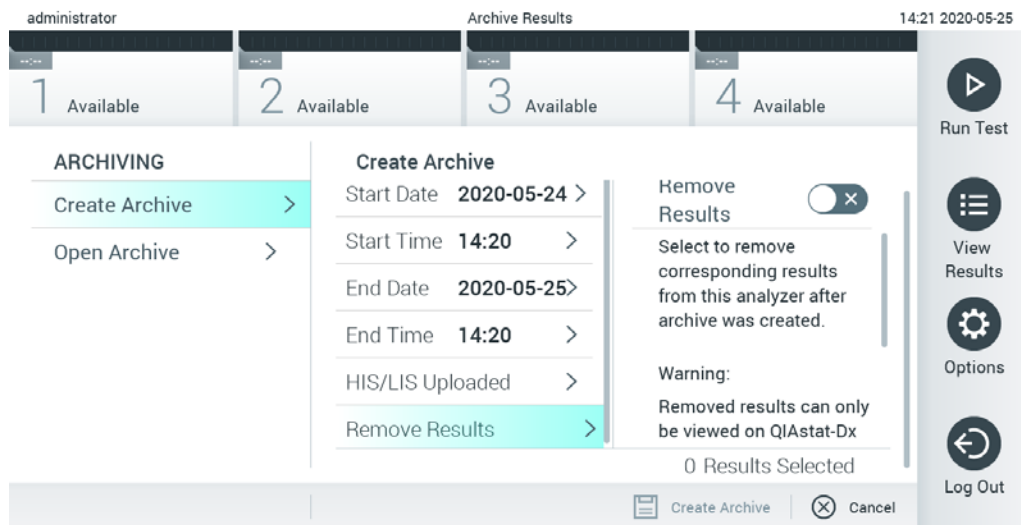 administrator
Archive Results
14:21 2020-05-25
--:--
1 Available
--:--
2 Available
--:--
3 Available
--:--
4 Available
Run Test
View
Results
Options
Log Out
ARCHIVING
Create Archive
Open Archive
Create Archive
Start Date 2020-05-24
Start Time 14:20
End Date 2020-05-25
End Time 14:20
HIS/LIS Uploaded
Remove Results
Remove
Results
Select to remove
corresponding results
from this analyzer after
archive was created.
Warning:
Removed results can only
be viewed on QIAstat-Dx
0 Results Selected
Create Archive
Cancel